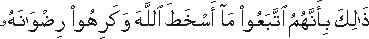 ذَٰلِكَ بِأَنَّهُمُ ٱتَّبَعُوا۟ مَآ أَسْخَطَ ٱللَّهَ وَكَرِهُوا۟ رِضْوَٰنَهُۥ